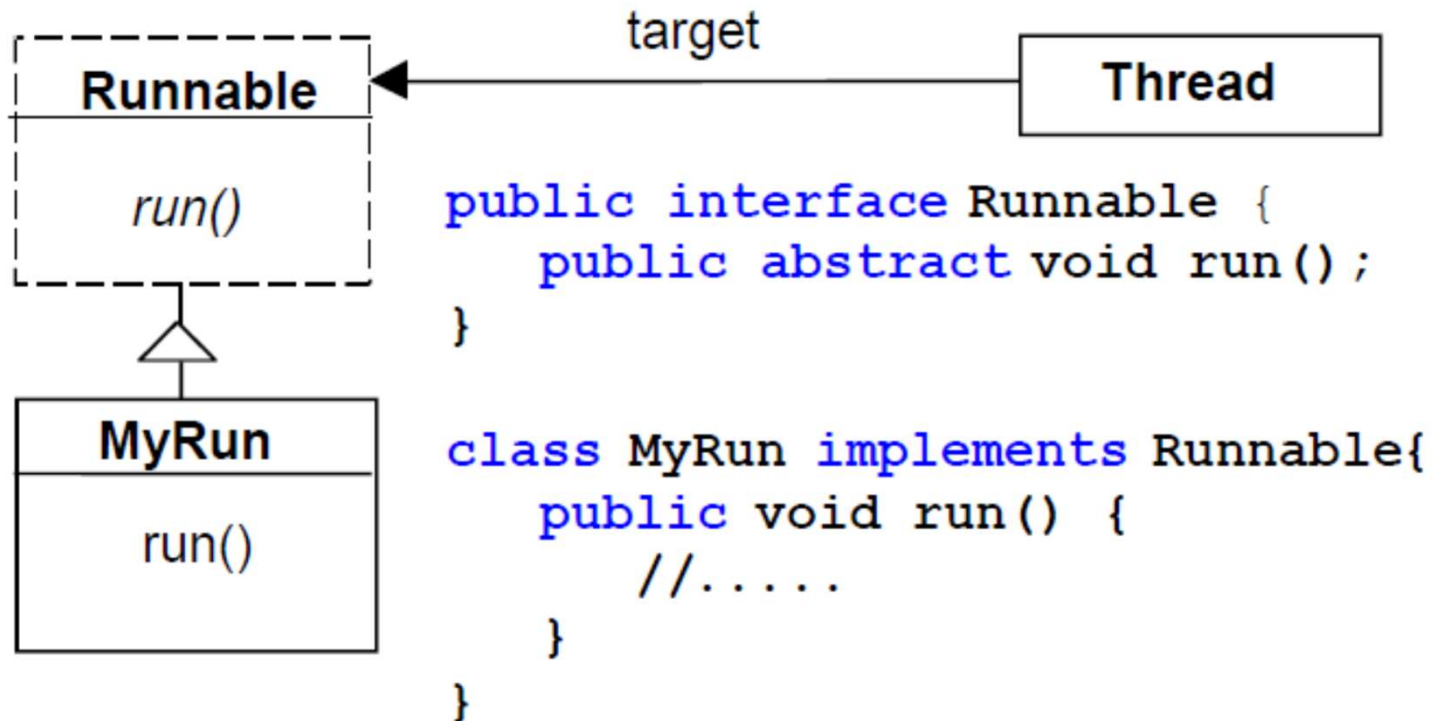 target
Runnable
Thread
run()
public interface Runnable {
public abstract void run();
}
MyRun
run()
class MyRun implements Runnable{
public void run() {
//.....
}
}